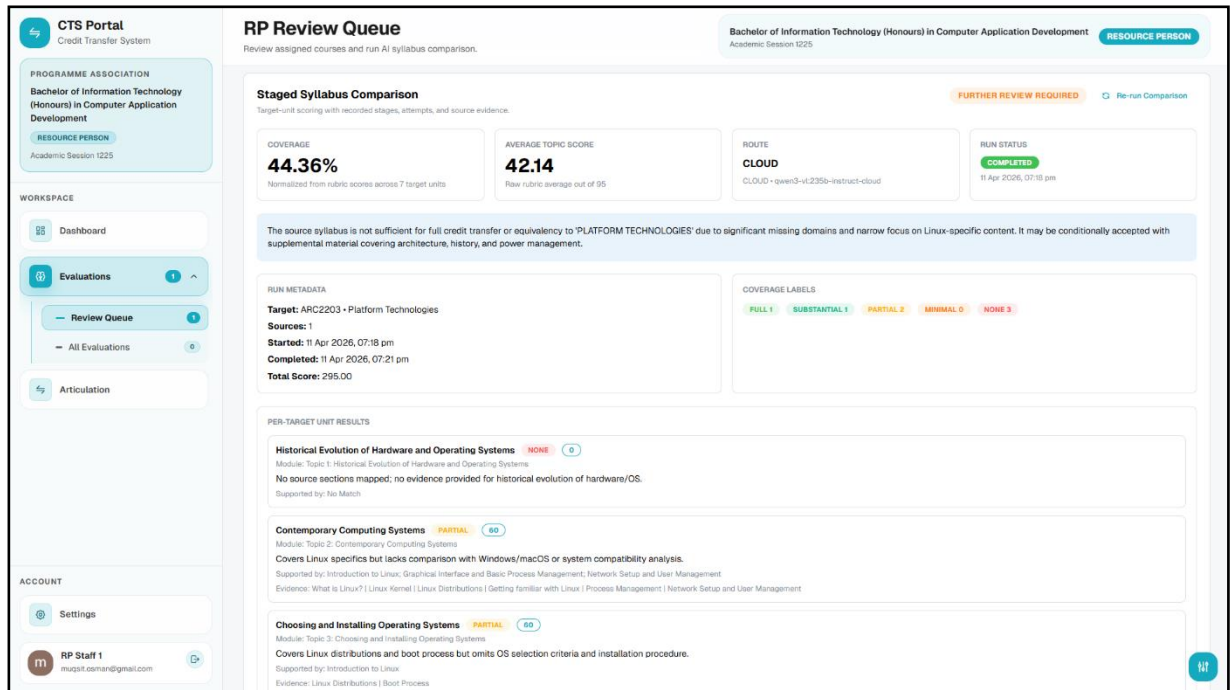 CTS Portal
Credit Transfer System
PROGRAMME ASSOCIATION
Bachelor of Information Technology
(Honours) in Computer Application
Development
RESOURCE PERSON
Academic Session 1225
WORKSPACE
Dashboard
Evaluations 1
Review Queue 1
All Evaluations 0
Articulation
ACCOUNT
Settings
m
RP Staff 1
muqsit.osman@gmail.com
RP Review Queue
Review assigned courses and run AI syllabus comparison.
Bachelor of Information Technology (Honours) in Computer Application Development
Academic Session 1225
RESOURCE PERSON
Staged Syllabus Comparison
Target-unit scoring with recorded stages, attempts, and source evidence.
FURTHER REVIEW REQUIRED
Re-run Comparison
COVERAGE
44.36%
Normalized from rubric scores across 7 target units
AVERAGE TOPIC SCORE
42.14
Raw rubric average out of 95
ROUTE
CLOUD
CLOUD • qwen3-vl:235b-instruct-cloud
RUN STATUS
COMPLETED
11 Apr 2026, 07:18 pm
The source syllabus is not sufficient for full credit transfer or equivalency to 'PLATFORM TECHNOLOGIES' due to significant missing domains and narrow focus on Linux-specific content. It may be conditionally accepted with
supplemental material covering architecture, history, and power management.
RUN METADATA
Target: ARC2203 • Platform Technologies
Sources: 1
Started: 11 Apr 2026, 07:18 pm
Completed: 11 Apr 2026, 07:21 pm
Total Score: 295.00
COVERAGE LABELS
FULL 1 SUBSTANTIAL 1 PARTIAL 2 MINIMAL 0 NONE 3
PER-TARGET UNIT RESULTS
Historical Evolution of Hardware and Operating Systems NONE 0
Module: Topic 1: Historical Evolution of Hardware and Operating Systems
No source sections mapped; no evidence provided for historical evolution of hardware/OS.
Supported by: No Match
Contemporary Computing Systems PARTIAL 60
Module: Topic 2: Contemporary Computing Systems
Covers Linux specifics but lacks comparison with Windows/macOS or system compatibility analysis.
Supported by: Introduction to Linux; Graphical Interface and Basic Process Management; Network Setup and User Management
Evidence: What is Linux? | Linux Kernel | Linux Distributions | Getting familiar with Linux | Process Management | Network Setup and User Management
Choosing and Installing Operating Systems PARTIAL 60
Module: Topic 3: Choosing and Installing Operating Systems
Covers Linux distributions and boot process but omits OS selection criteria and installation procedure.
Supported by: Introduction to Linux
Evidence: Linux Distributions | Boot Process